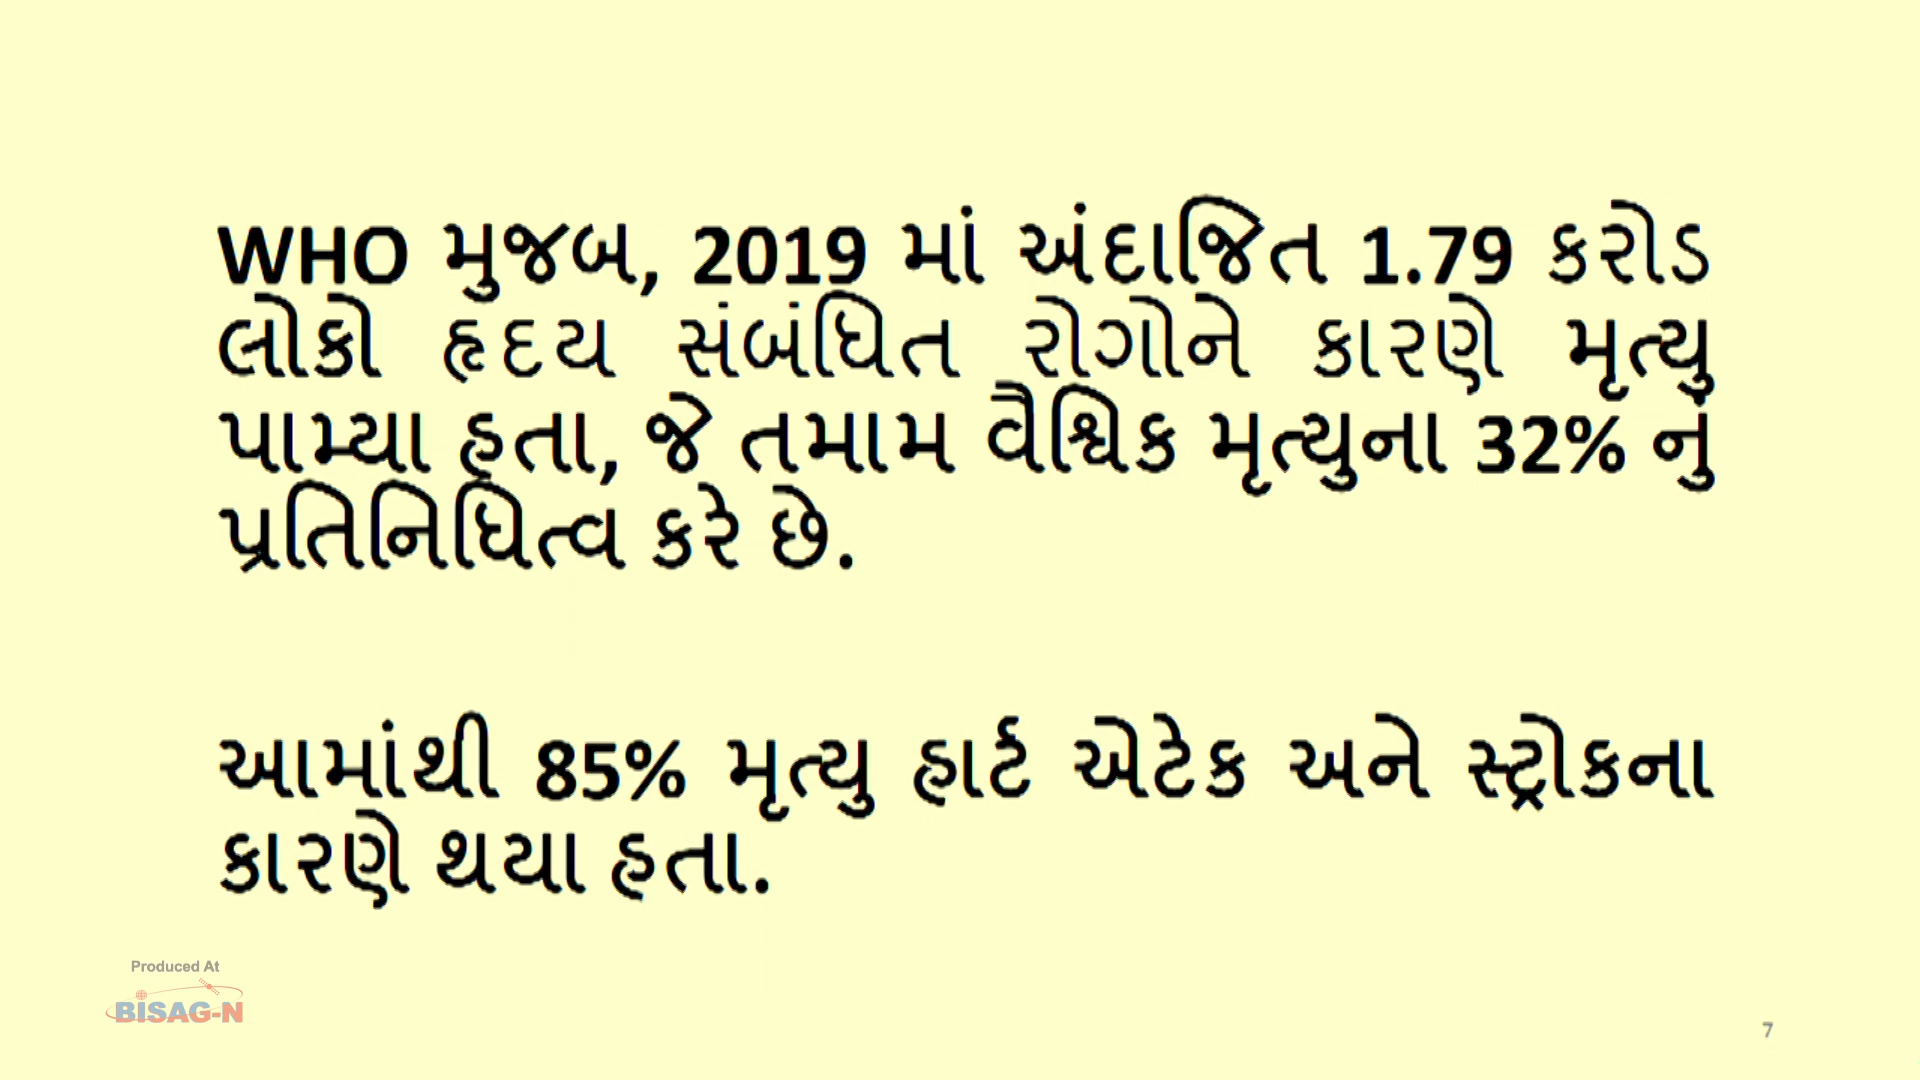 WHO મુજબ, 2019 માં અંદાજિત 1.79 કરોડ
લોકો હૃદય સંબંધિત રોગોને કારણે મૃત્યુ
પામ્યા હતા, જે તમામ વૈશ્વિક મૃત્યુના 32% નું
પ્રતિનિધિત્વ કરે છે.
આમાંથી 85% મૃત્યુ હાર્ટ એટેક અને સ્ટ્રોકના
કારણે થયા હતા.
Produced At
BISAG-N
7